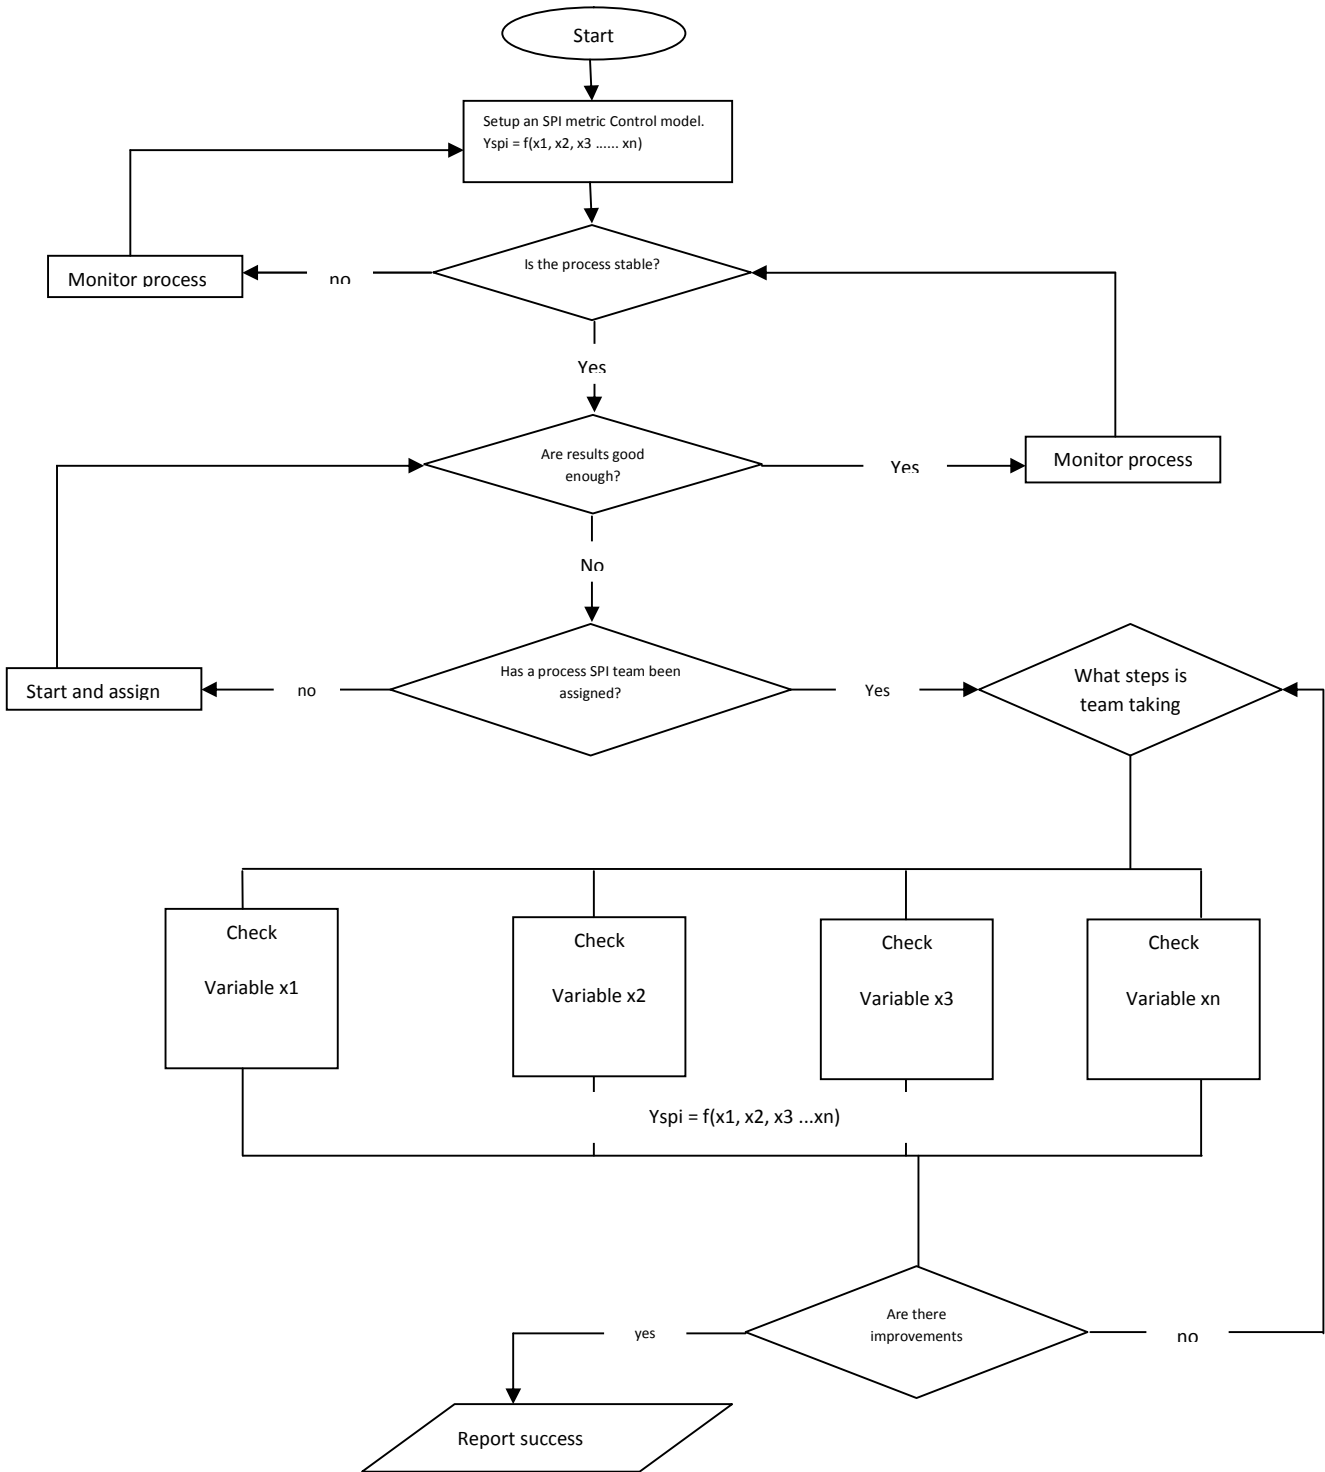 Start
Setup an SPI metric Control model.
Yspi = f(x1, x2, x3 ...... xn)
Is the process stable?
no
Monitor process
Yes
Are results good
enough?
Yes
Monitor process
No
Has a process SPI team been
assigned?
no
Start and assign
Yes
What steps is
team taking
Check
Variable x1
Check
Variable x2
Check
Variable x3
Check
Variable xn
Yspi = f(x1, x2, x3 ...xn)
Are there
improvements
yes
no
Report success